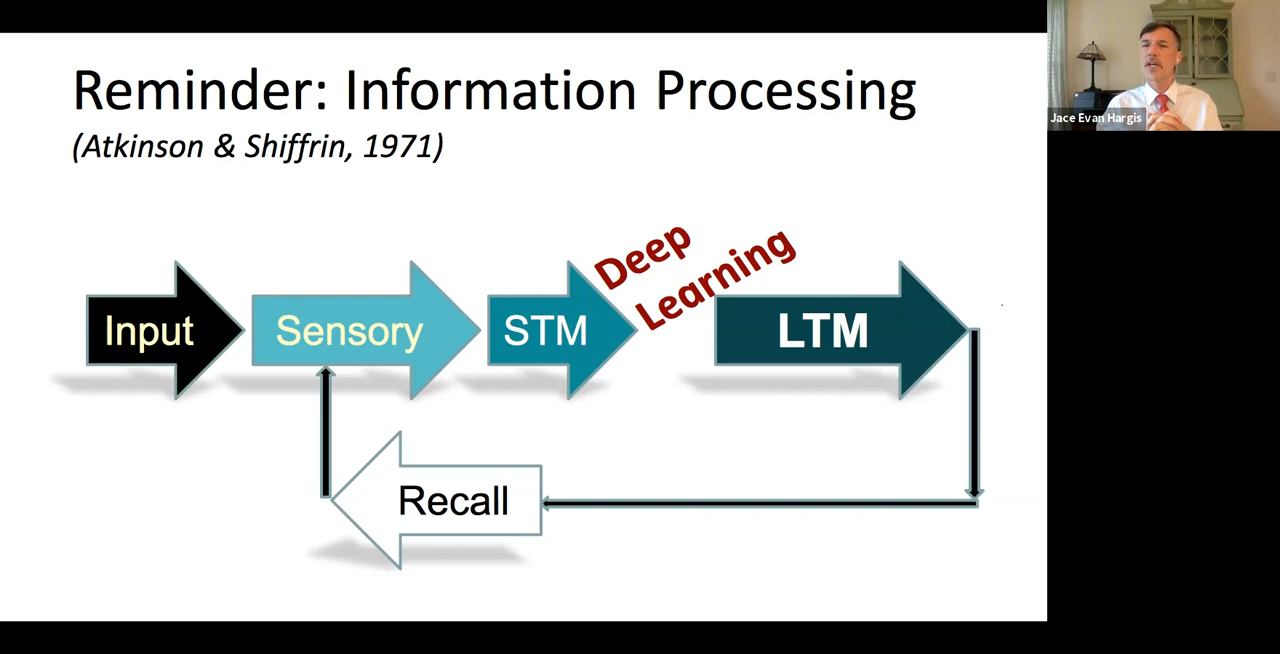 Reminder: Information Processing
(Atkinson & Shiffrin, 1971)
Jace Evan Hargis
Deep
Learning
Input
Sensory
STM
LTM
Recall